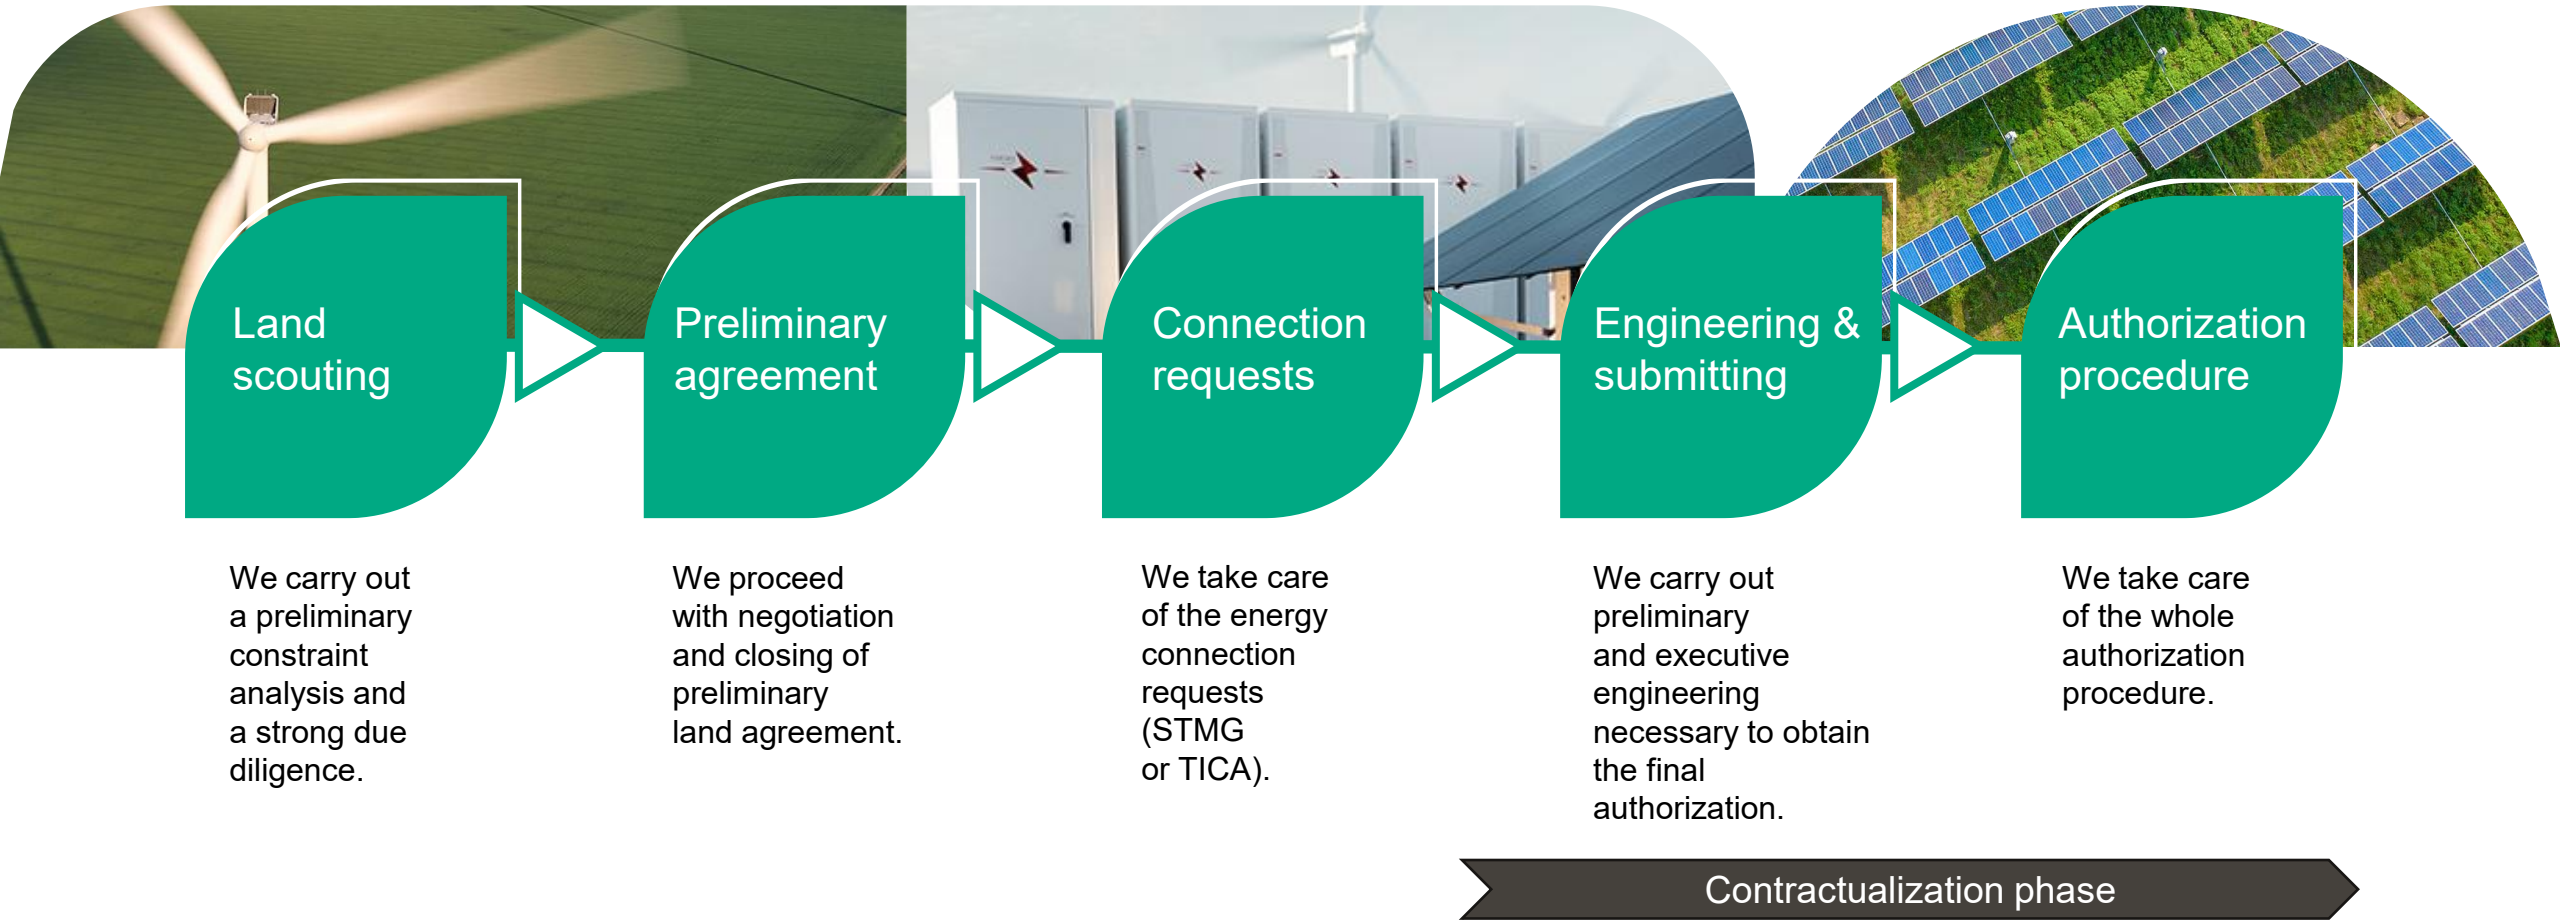 Land
scouting
Preliminary
agreement
Connection
requests
Engineering &
submitting
Authorization
procedure
We carry out
a preliminary
constraint
analysis and
a strong due
diligence.
We proceed
with negotiation
and closing of
preliminary
land agreement.
We take care
of the energy
connection
requests
(STMG
or TICA).
We carry out
preliminary
and executive
engineering
necessary to obtain
the final
authorization.
We take care
of the whole
authorization
procedure.
Contractualization phase